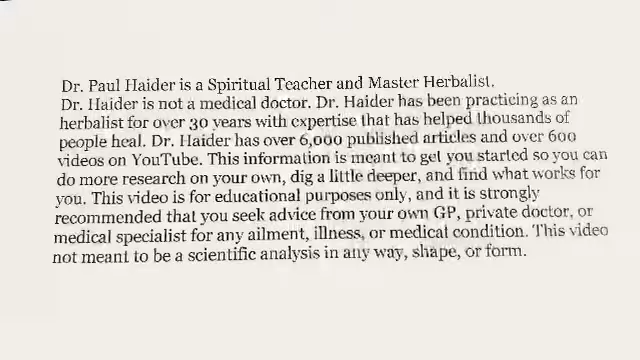 Dr. Paul Haider is a Spiritual Teacher and Master Herbalist.
Dr. Haider is not a medical doctor. Dr. Haider has been practicing as an
herbalist for over 30 years with expertise that has helped thousands of
people heal. Dr. Haider has over 6,000 published articles and over 600
videos on YouTube. This information is meant to get you started so you can
do more research on your own, dig a little deeper, and find what works for
you. This video is for educational purposes only, and it is strongly
recommended that you seek advice from your own GP, private doctor, or
medical specialist for any ailment, illness, or medical condition. This video
not meant to be a scientific analysis in any way, shape, or form.